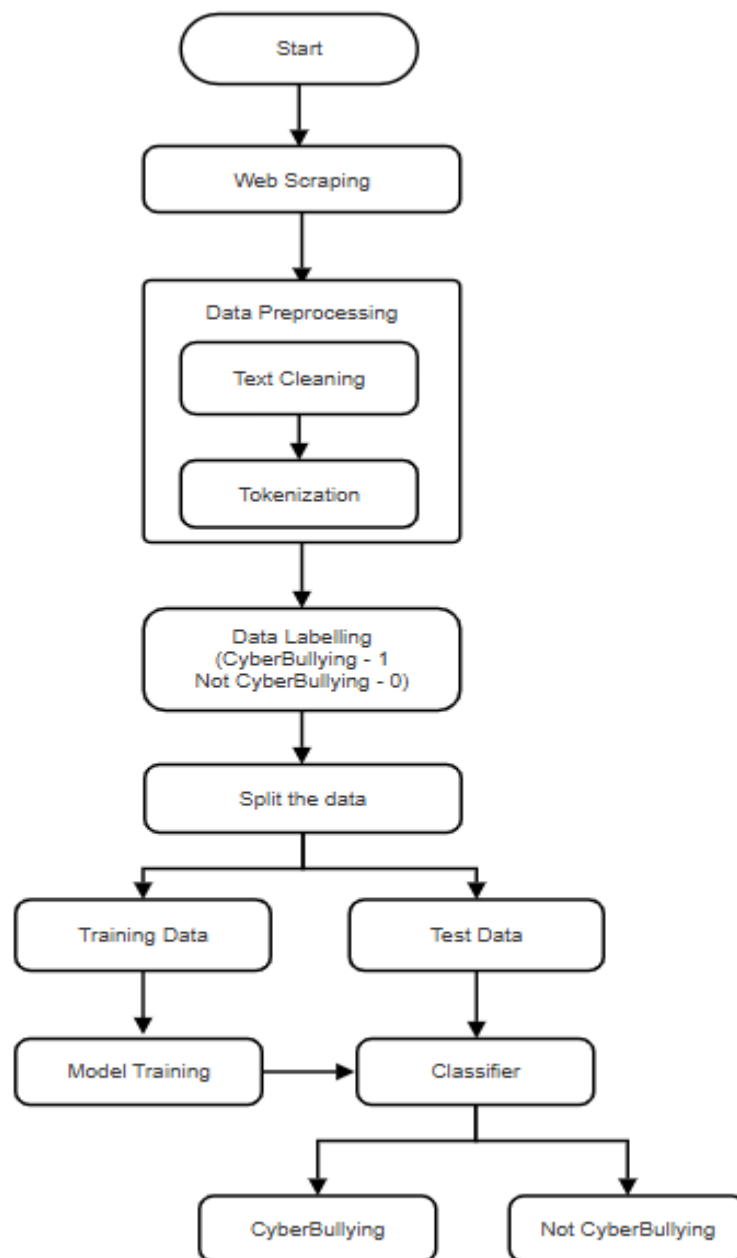 Start
Web Scraping
Data Preprocessing
Text Cleaning
Tokenization
Data Labelling
(CyberBullying - 1
Not CyberBullying - 0)
Split the data
Training Data
Test Data
Model Training
Classifier
CyberBullying
Not CyberBullying